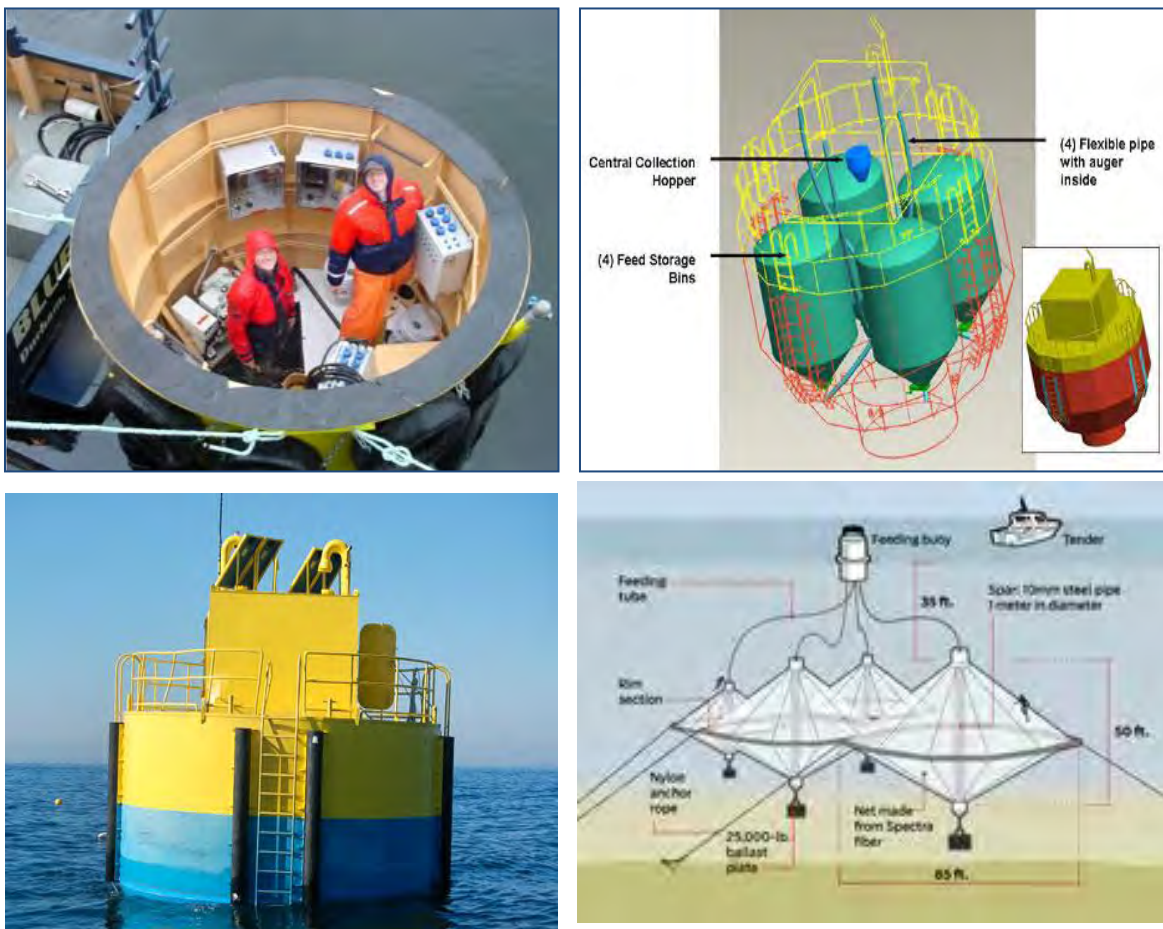 BLUE
Durham,
Central Collection
Hopper
(4) Flexible pipe
with auger
inside
(4) Feed Storage
Bins
Feeding buoy
Tender
Feeding
tube
35 ft.
Spar: 10mm steel pipe
1 meter in diameter
Rim
section
50 ft.
Nylon
anchor
rope
25,000-lb.
ballast
plate
Net made
from Spectra
fiber
85 ft.